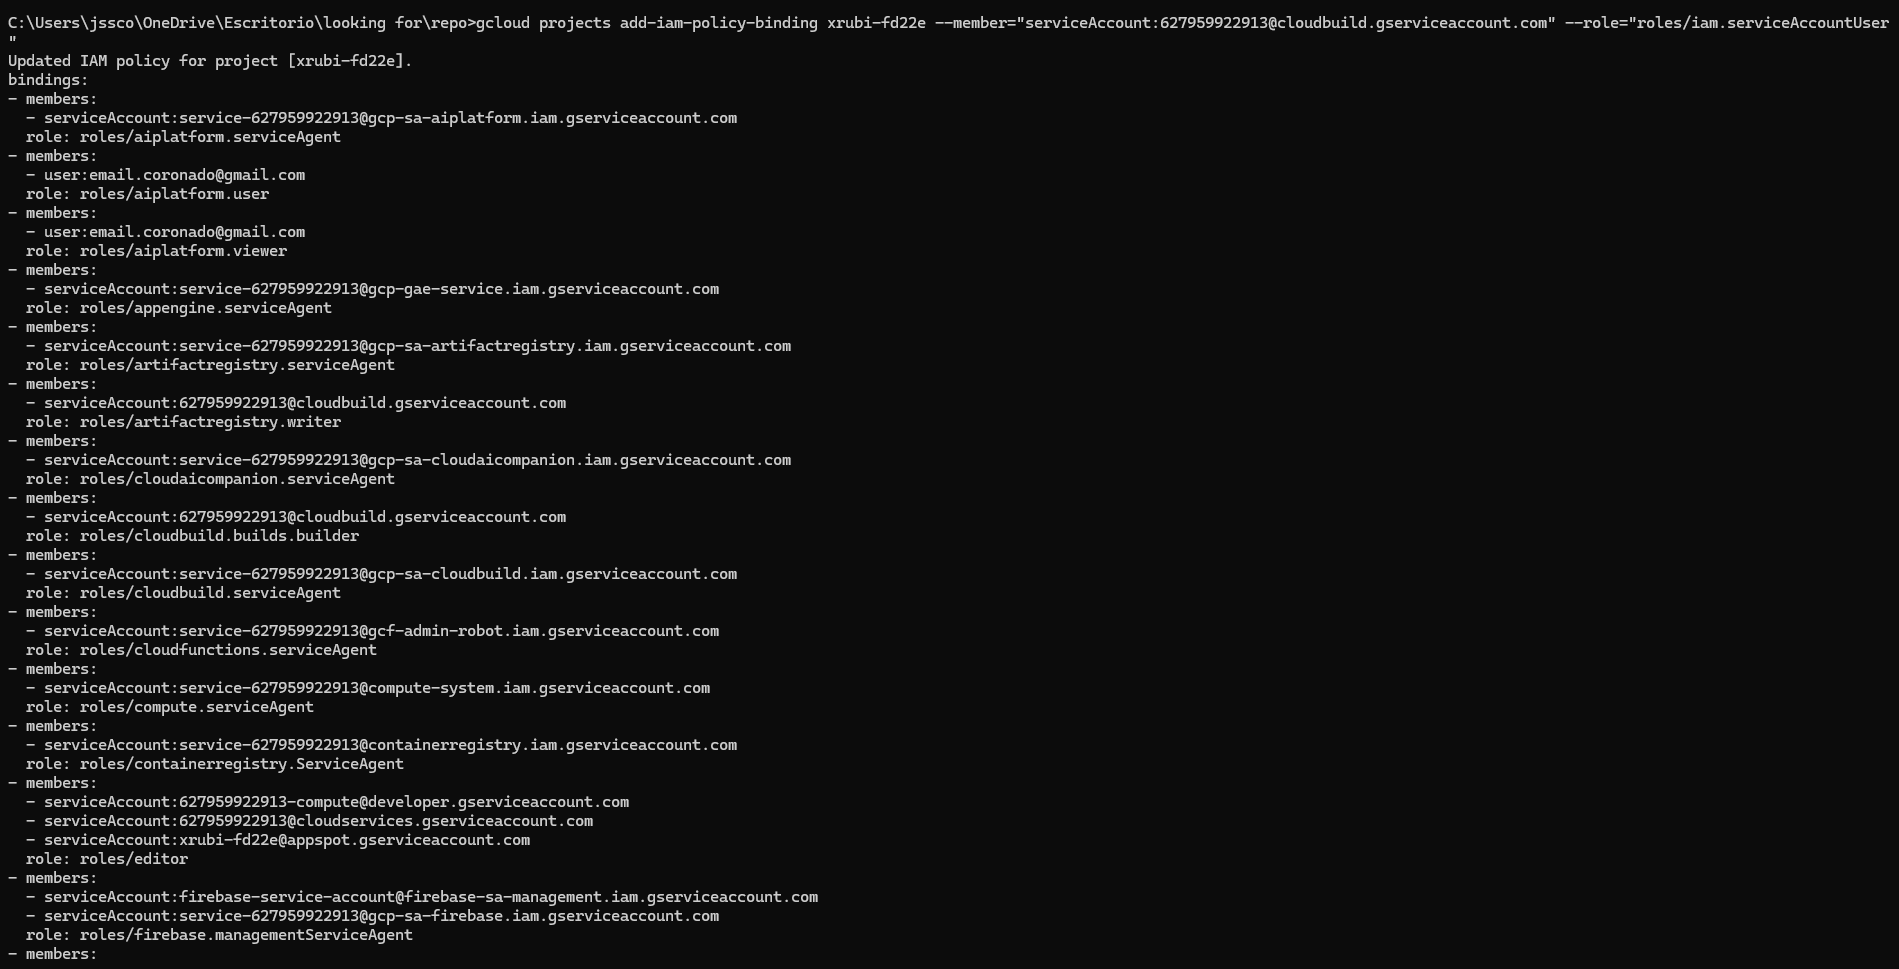 C:\Users\jssco\OneDrive\Escritorio\looking for\repo>gcloud projects add-iam-policy-binding xrubi-fd22e --member="serviceAccount:627959922913@cloudbuild.gserviceaccount.com" --role="roles/iam.serviceAccountUser
"
Updated IAM policy for project [xrubi-fd22e].
bindings:
- members:
  - serviceAccount:service-627959922913@gcp-sa-aiplatform.iam.gserviceaccount.com
  role: roles/aiplatform.serviceAgent
- members:
  - user:email.coronado@gmail.com
  role: roles/aiplatform.user
- members:
  - user:email.coronado@gmail.com
  role: roles/aiplatform.viewer
- members:
  - serviceAccount:service-627959922913@gcp-gae-service.iam.gserviceaccount.com
  role: roles/appengine.serviceAgent
- members:
  - serviceAccount:service-627959922913@gcp-sa-artifactregistry.iam.gserviceaccount.com
  role: roles/artifactregistry.serviceAgent
- members:
  - serviceAccount:627959922913@cloudbuild.gserviceaccount.com
  role: roles/artifactregistry.writer
- members:
  - serviceAccount:service-627959922913@gcp-sa-cloudaicompanion.iam.gserviceaccount.com
  role: roles/cloudaicompanion.serviceAgent
- members:
  - serviceAccount:627959922913@cloudbuild.gserviceaccount.com
  role: roles/cloudbuild.builds.builder
- members:
  - serviceAccount:service-627959922913@gcp-sa-cloudbuild.iam.gserviceaccount.com
  role: roles/cloudbuild.serviceAgent
- members:
  - serviceAccount:service-627959922913@gcf-admin-robot.iam.gserviceaccount.com
  role: roles/cloudfunctions.serviceAgent
- members:
  - serviceAccount:service-627959922913@compute-system.iam.gserviceaccount.com
  role: roles/compute.serviceAgent
- members:
  - serviceAccount:service-627959922913@containerregistry.iam.gserviceaccount.com
  role: roles/containerregistry.ServiceAgent
- members:
  - serviceAccount:627959922913-compute@developer.gserviceaccount.com
  - serviceAccount:627959922913@cloudservices.gserviceaccount.com
  - serviceAccount:xrubi-fd22e@appspot.gserviceaccount.com
  role: roles/editor
- members:
  - serviceAccount:firebase-service-account@firebase-sa-management.iam.gserviceaccount.com
  - serviceAccount:service-627959922913@gcp-sa-firebase.iam.gserviceaccount.com
  role: roles/firebase.managementServiceAgent
- members: